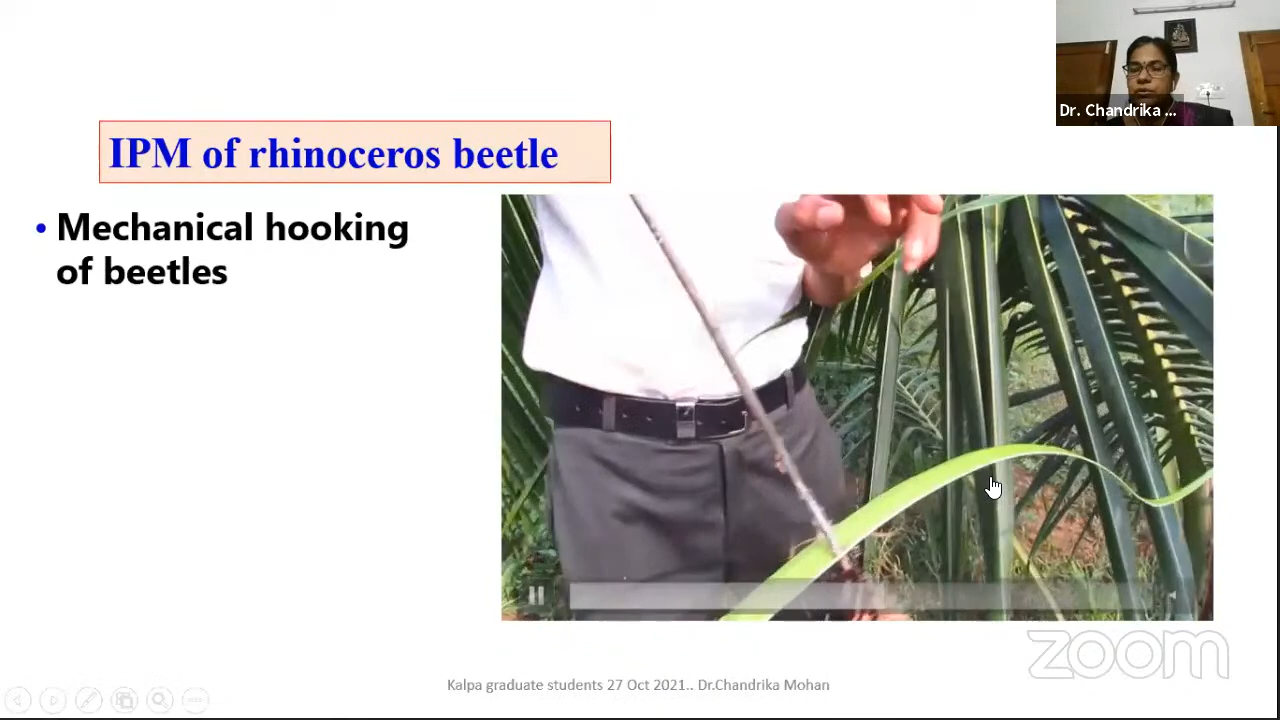 Dr. Chandrika ...
IPM of rhinoceros beetle
• Mechanical hooking
of beetles
zoom
Kalpa graduate students 27 Oct 2021.. Dr.Chandrika Mohan